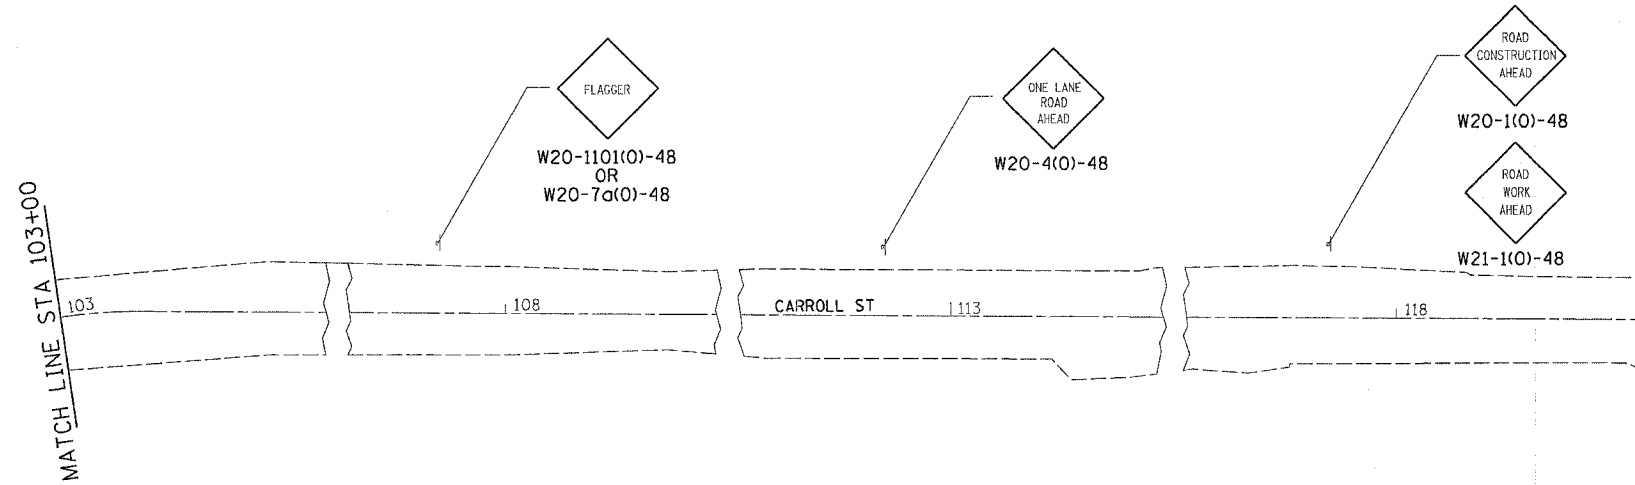 MATCH LINE STA 103+00
FLAGGER
W20-1101(O)-48
OR
W20-7a(O)-48
ONE LANE
ROAD
AHEAD
W20-4(O)-48
ROAD
CONSTRUCTION
AHEAD
W20-1(O)-48
ROAD
WORK
AHEAD
W21-1(O)-48
103
108
CARROLL ST
113
118